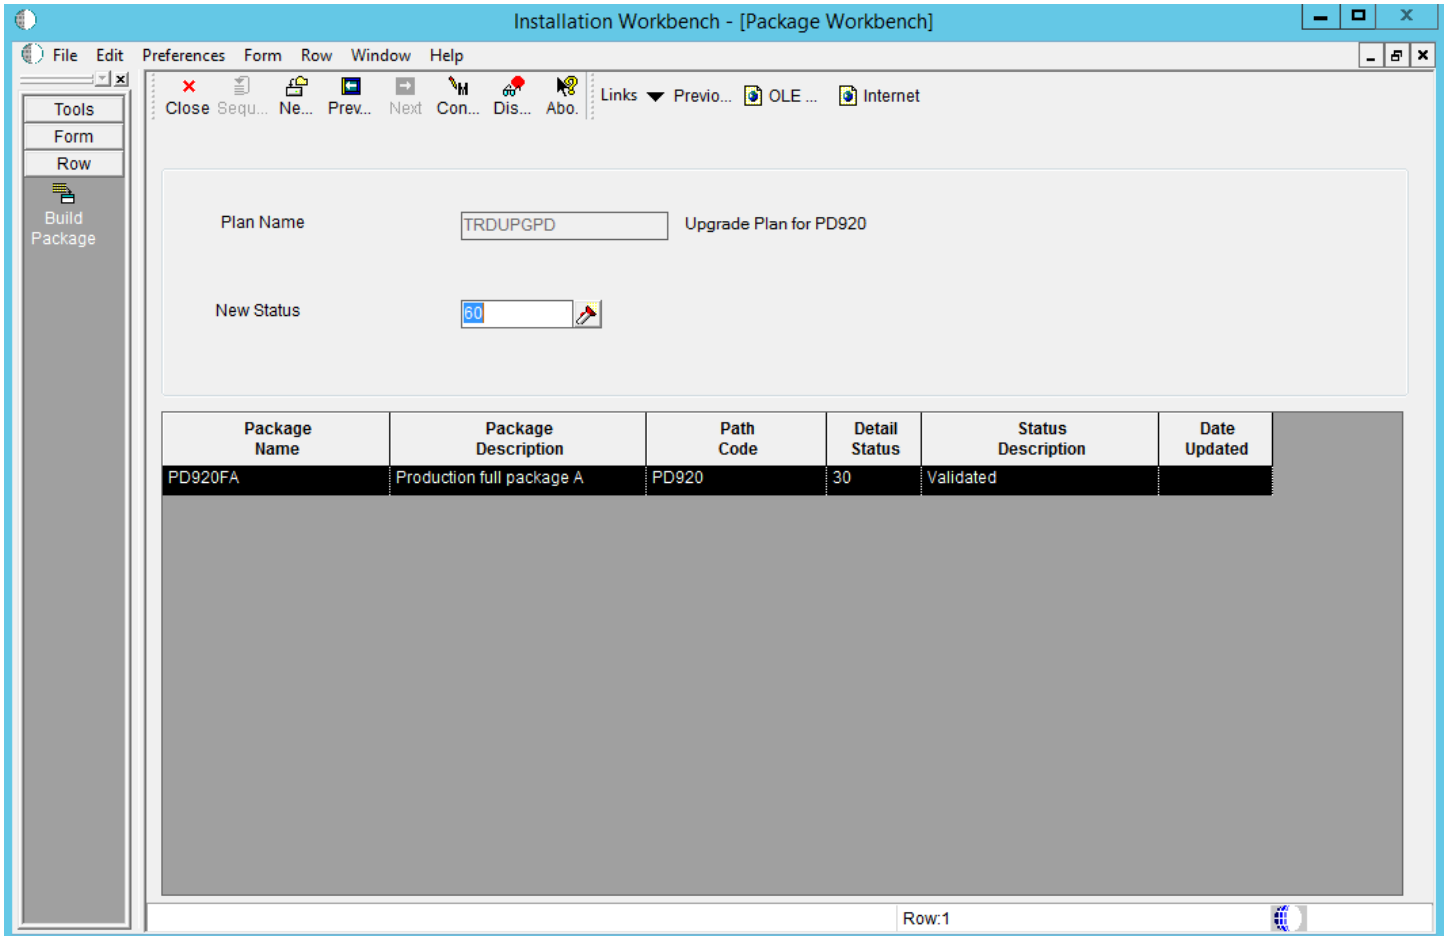 Installation Workbench - [Package Workbench]
File Edit Preferences Form Row Window Help
Close Sequ... Ne... Prev... Next Con... Dis... Abo. Links Previo... OLE ... Internet
Tools
Form
Row
Build
Package
Plan Name TRDUPGPD Upgrade Plan for PD920
New Status 60
Package Name Package Description Path Code Detail Status Status Description Date Updated
PD920FA Production full package A PD920 30 Validated
Row:1